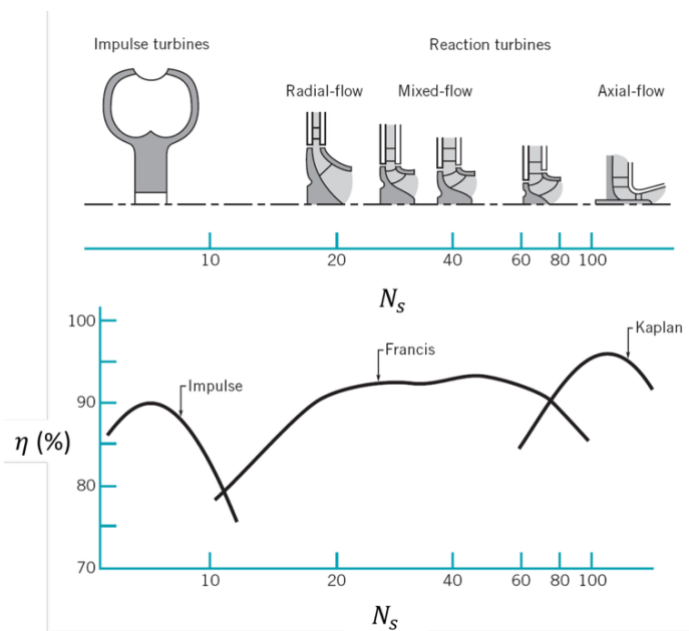 Impulse turbines
Reaction turbines
Radial-flow
Mixed-flow
Axial-flow
10 20 40 60 80 100
Nₛ
100
90
80
70
η (%)
Impulse
Francis
Kaplan
10 20 40 60 80 100
Nₛ